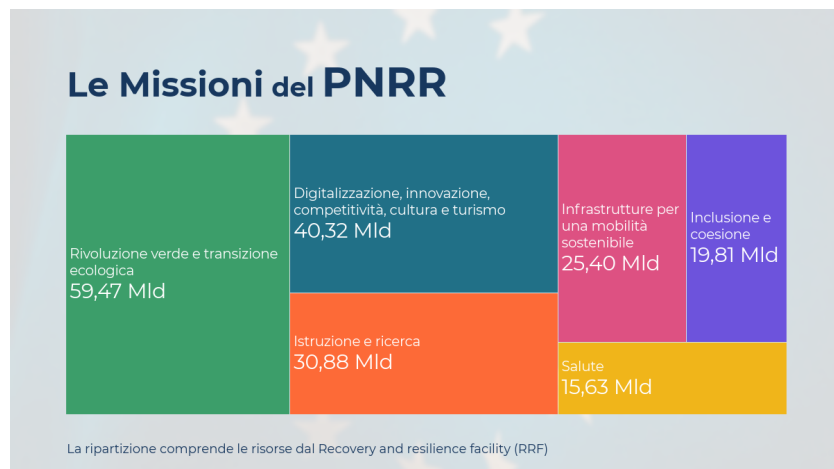 Le Missioni del PNRR
Rivoluzione verde e transizione
ecologica
59,47 Mld
Digitalizzazione, innovazione,
competitività, cultura e turismo
40,32 Mld
Istruzione e ricerca
30,88 Mld
Infrastrutture per
una mobilità
sostenibile
25,40 Mld
Inclusione e
coesione
19,81 Mld
Salute
15,63 Mld
La ripartizione comprende le risorse dal Recovery and resilience facility (RRF)